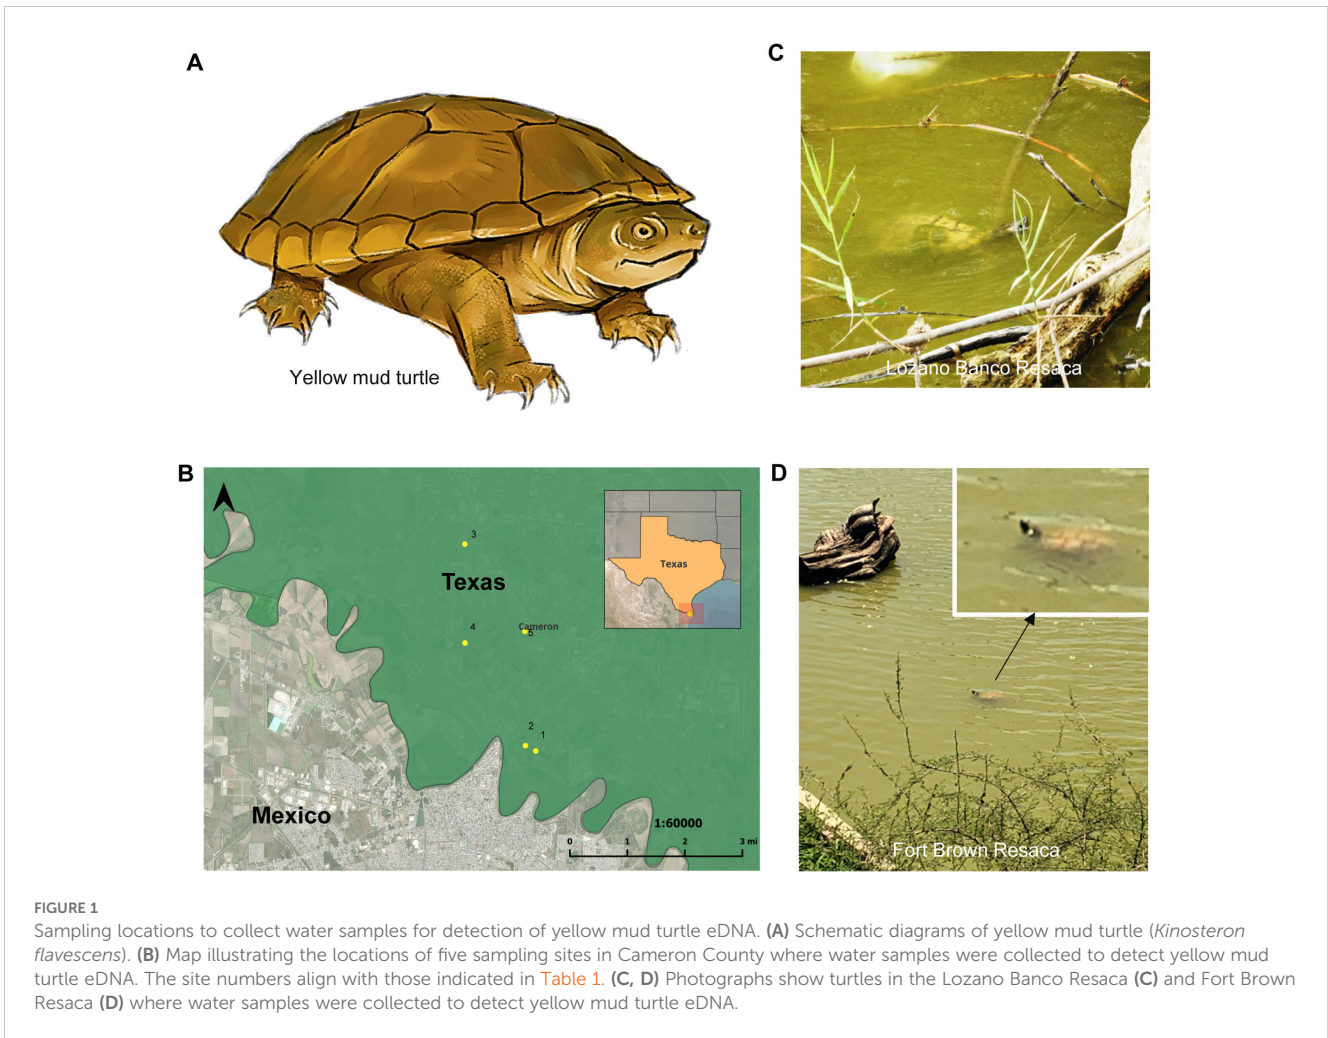 A
Yellow mud turtle
C
Lozano Banco Resaca
B
3
Texas
Texas
4
Cameron
5
2
1
Mexico
1:60000
0 1 2 3 mi
D
Fort Brown Resaca
FIGURE 1
Sampling locations to collect water samples for detection of yellow mud turtle eDNA. (A) Schematic diagrams of yellow mud turtle (Kinosteron
flavescens). (B) Map illustrating the locations of five sampling sites in Cameron County where water samples were collected to detect yellow mud
turtle eDNA. The site numbers align with those indicated in Table 1. (C, D) Photographs show turtles in the Lozano Banco Resaca (C) and Fort Brown
Resaca (D) where water samples were collected to detect yellow mud turtle eDNA.